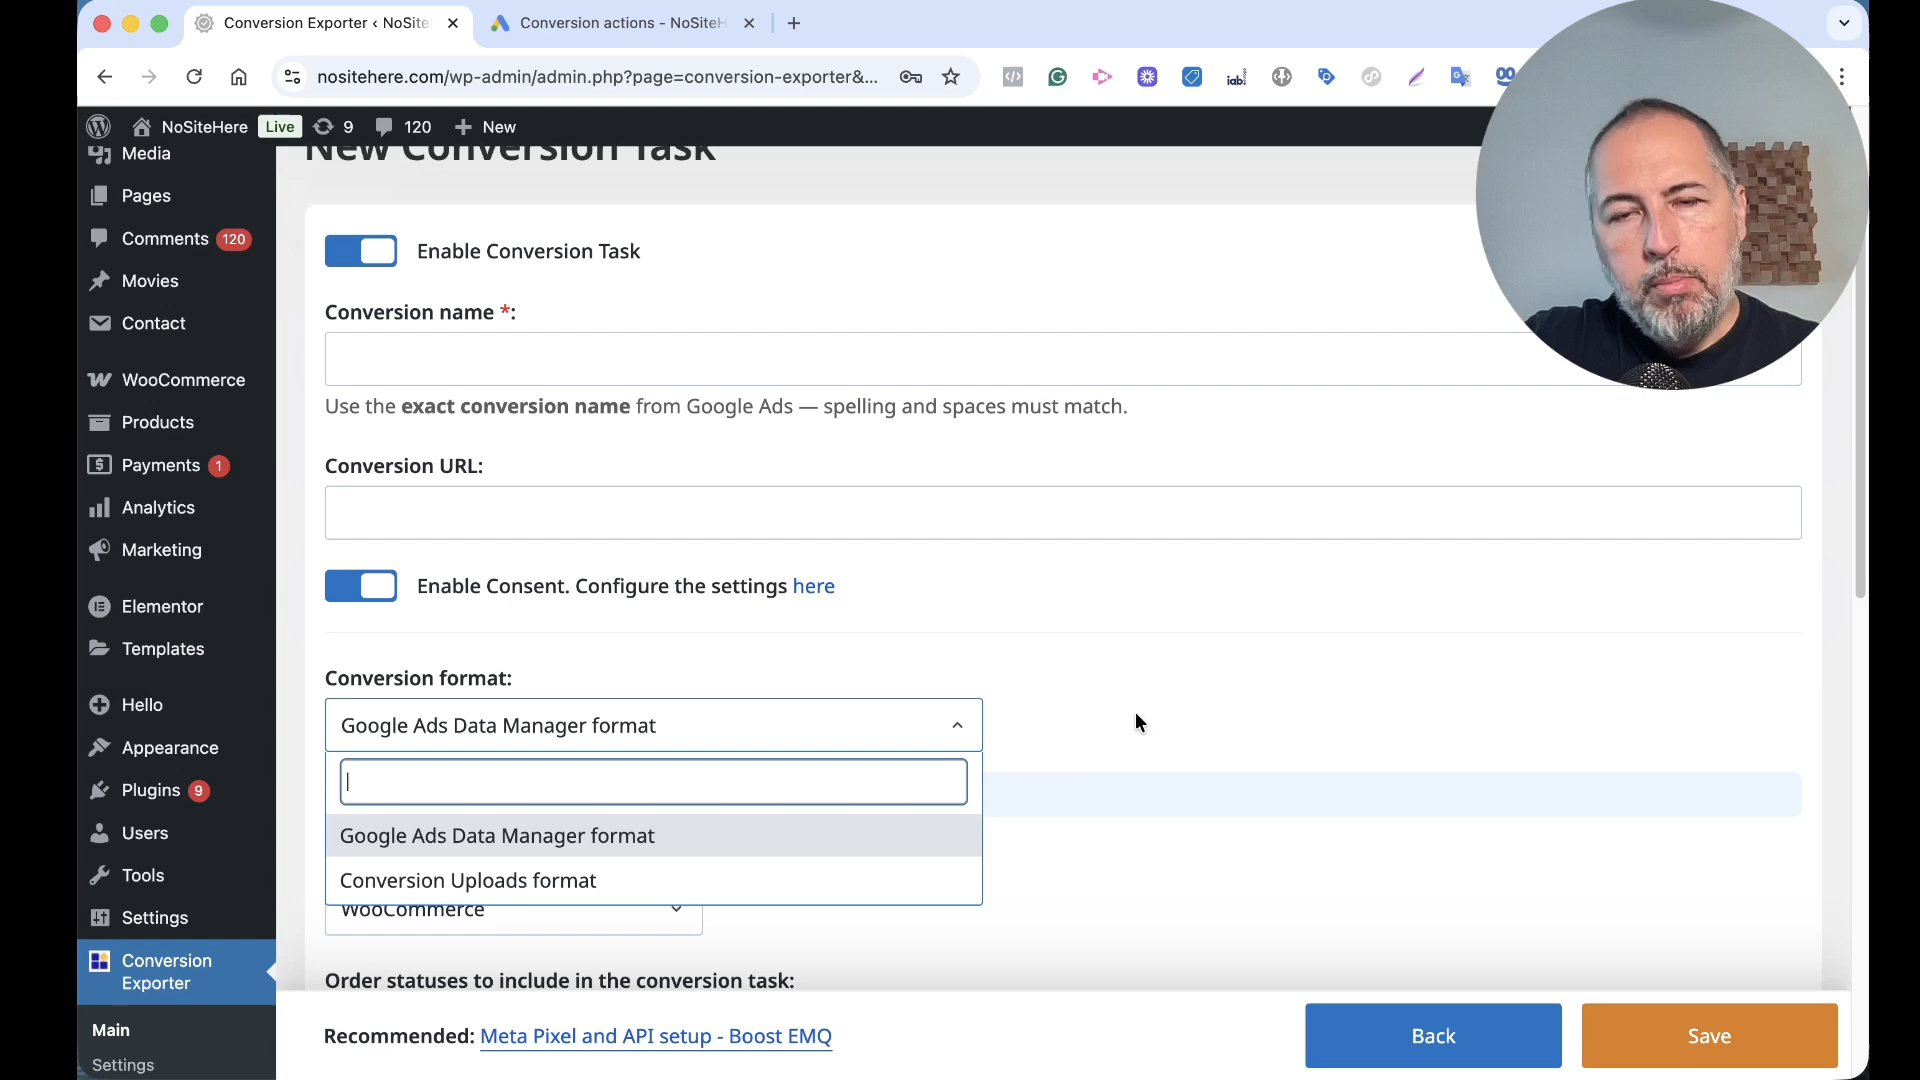 Conversion Exporter ‹ NoSite
Conversion actions - NoSiteH
nositehere.com/wp-admin/admin.php?page=conversion-exporter&...
iab!
NoSiteHere
Live
9
120
New
New Conversion Task
Media
Pages
Comments 120
Movies
Contact
WooCommerce
Products
Payments 1
Analytics
Marketing
Elementor
Templates
Hello
Appearance
Plugins 9
Users
Tools
Settings
Conversion
Exporter
Main
Settings
Enable Conversion Task
Conversion name *:
Use the exact conversion name from Google Ads — spelling and spaces must match.
Conversion URL:
Enable Consent. Configure the settings here
Conversion format:
Google Ads Data Manager format
Google Ads Data Manager format
Conversion Uploads format
WooCommerce
Order statuses to include in the conversion task:
Recommended: Meta Pixel and API setup - Boost EMQ
Back
Save